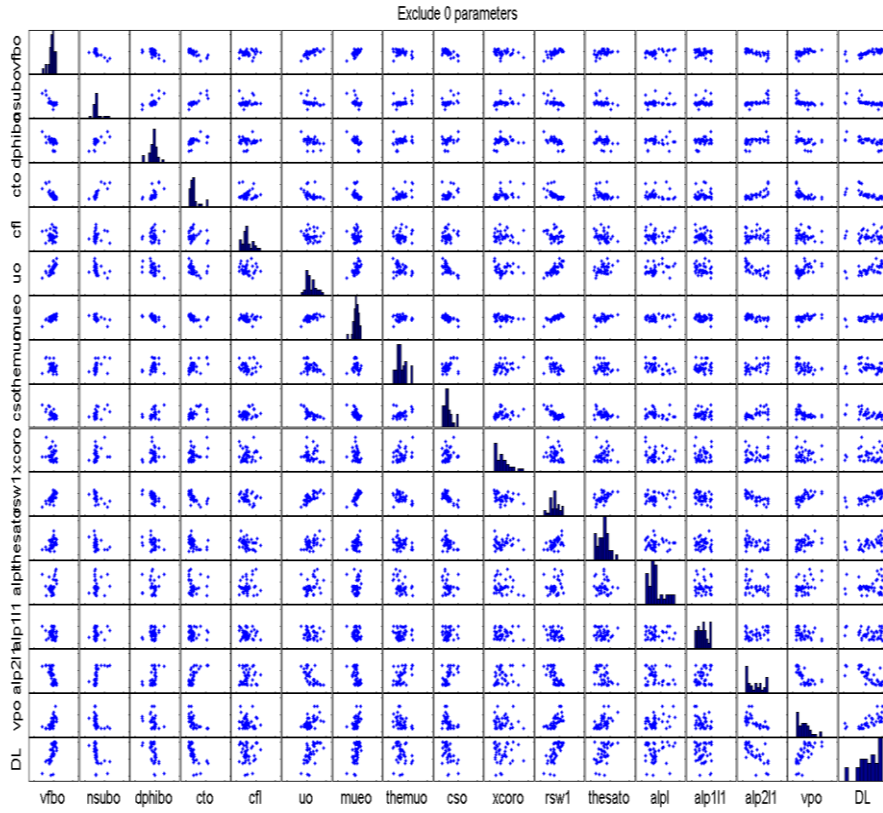 Exclude 0 parameters
vfbo
nsubo
dphibo
cto
cfl
uo
mueo
themuo
cso
xcoro
rsw1
thesato
alpl
alp1l1
alp2l1
vpo
DL
vfbo nsubo dphibo cto cfl uo mueo themuo cso xcoro rsw1 thesato alpl alp1l1 alp2l1 vpo DL